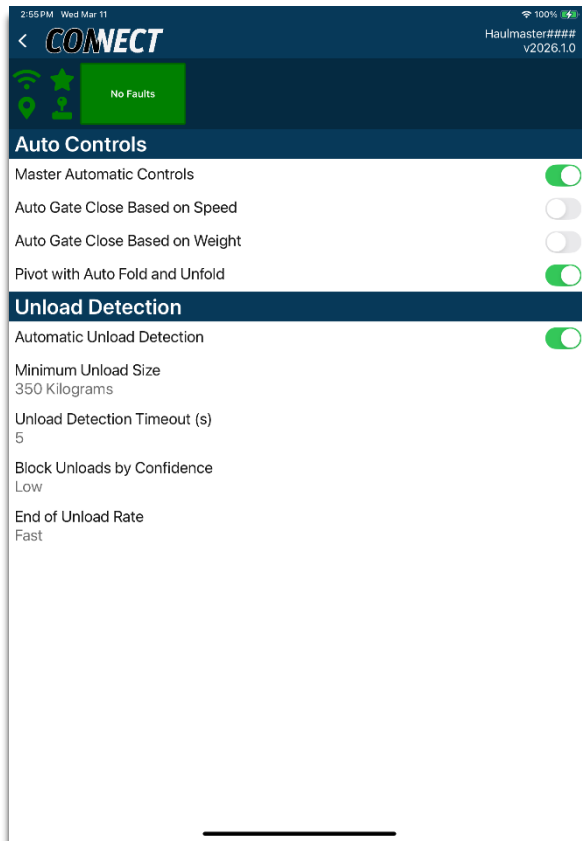 2:55 PM Wed Mar 11
100%
CONNECT
Haulmaster####
v2026.1.0
No Faults
Auto Controls
Master Automatic Controls
Auto Gate Close Based on Speed
Auto Gate Close Based on Weight
Pivot with Auto Fold and Unfold
Unload Detection
Automatic Unload Detection
Minimum Unload Size
350 Kilograms
Unload Detection Timeout (s)
5
Block Unloads by Confidence
Low
End of Unload Rate
Fast